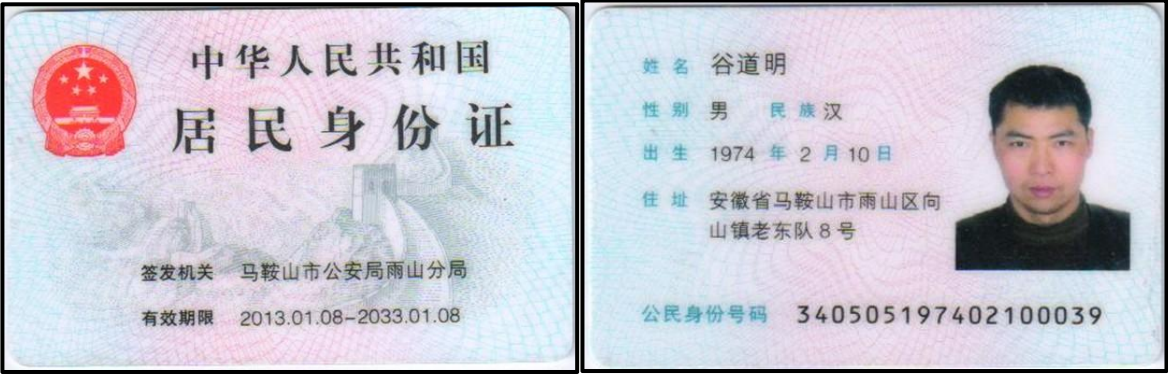 中华人民共和国
居民身份证
签发机关 马鞍山市公安局雨山分局
有效期限 2013.01.08-2033.01.08
姓名 谷道明
性别 男 民族 汉
出生 1974 年 2 月 10 日
住址 安徽省马鞍山市雨山区向
山镇老东队8号
公民身份号码 340505197402100039